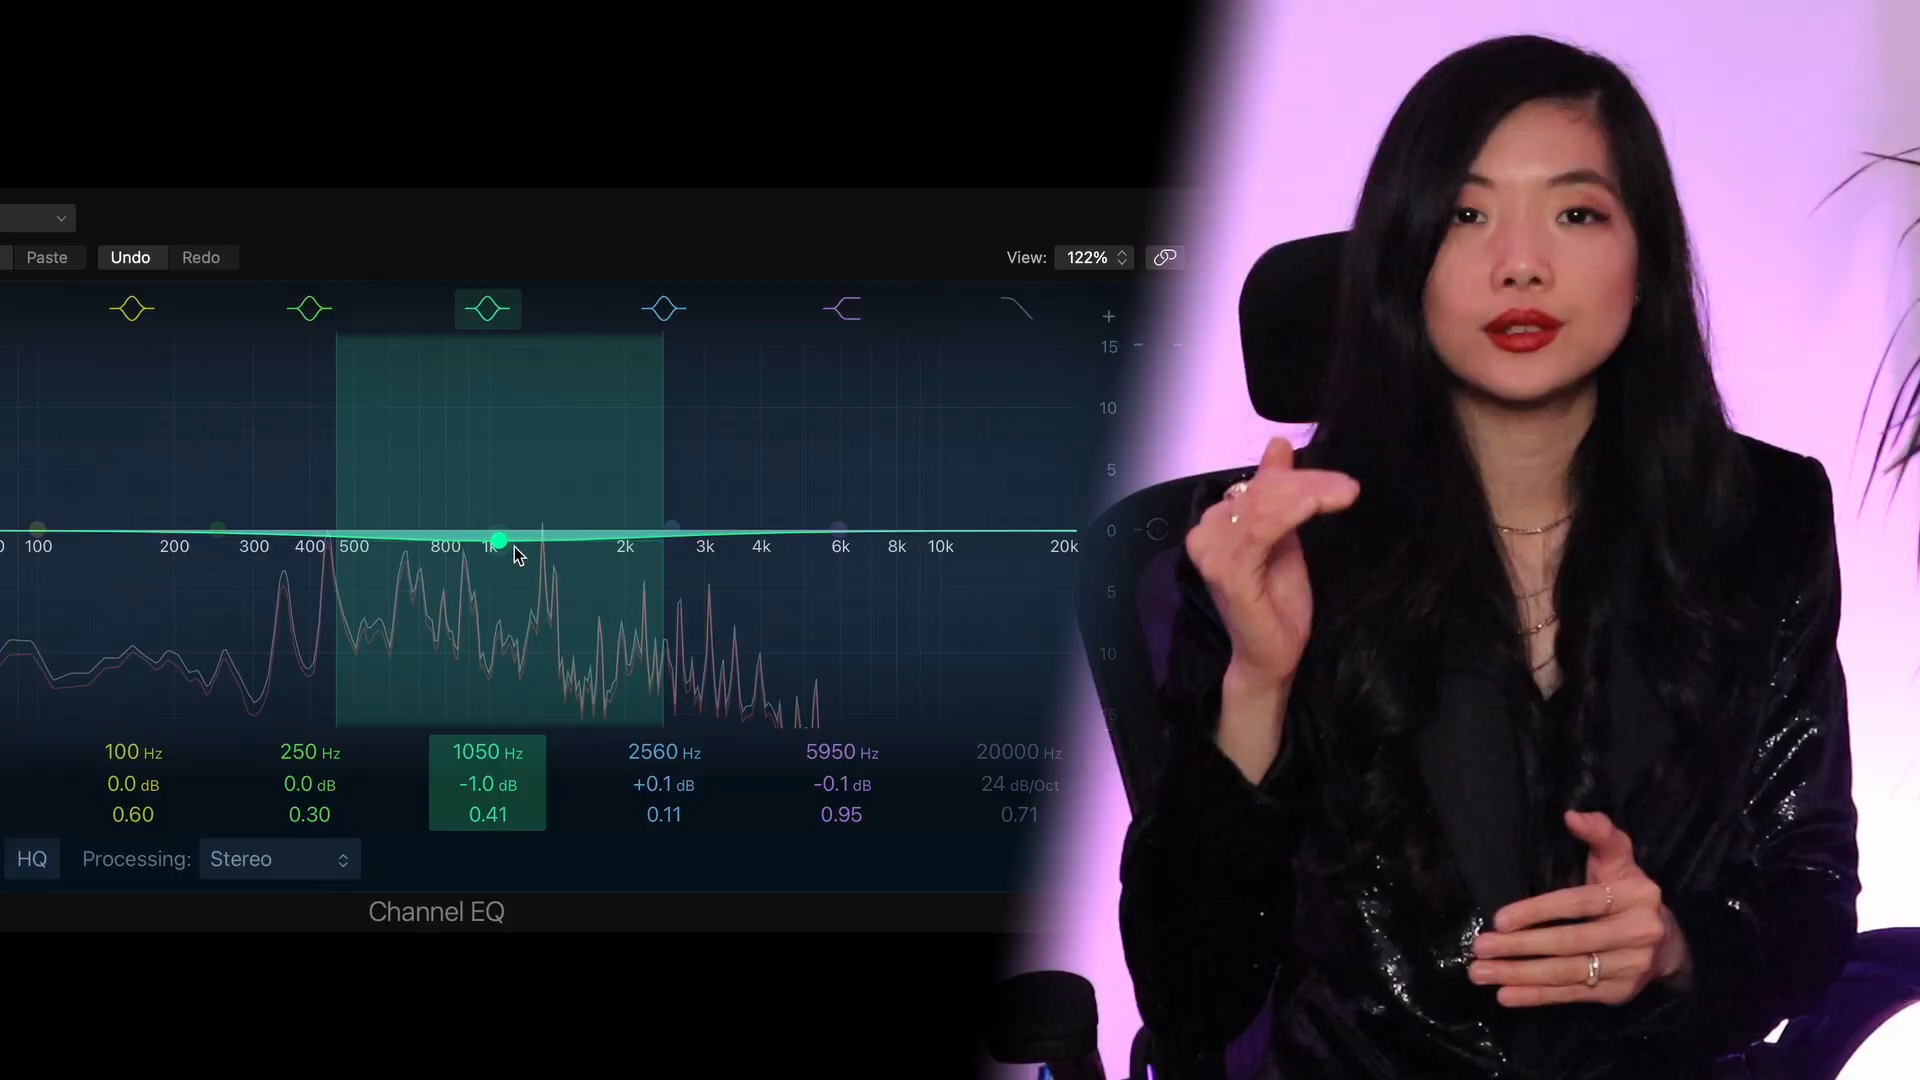 Paste Undo Redo View: 122%
+
15
10
5
0
100 200 300 400 500 800 1k 2k 3k 4k 6k 8k 10k 20k
5
10
100 Hz 250 Hz 1050 Hz 2560 Hz 5950 Hz 20000 Hz
0.0 dB 0.0 dB -1.0 dB +0.1 dB -0.1 dB 24 dB/Oct
0.60 0.30 0.41 0.11 0.95 0.71
HQ Processing: Stereo
Channel EQ